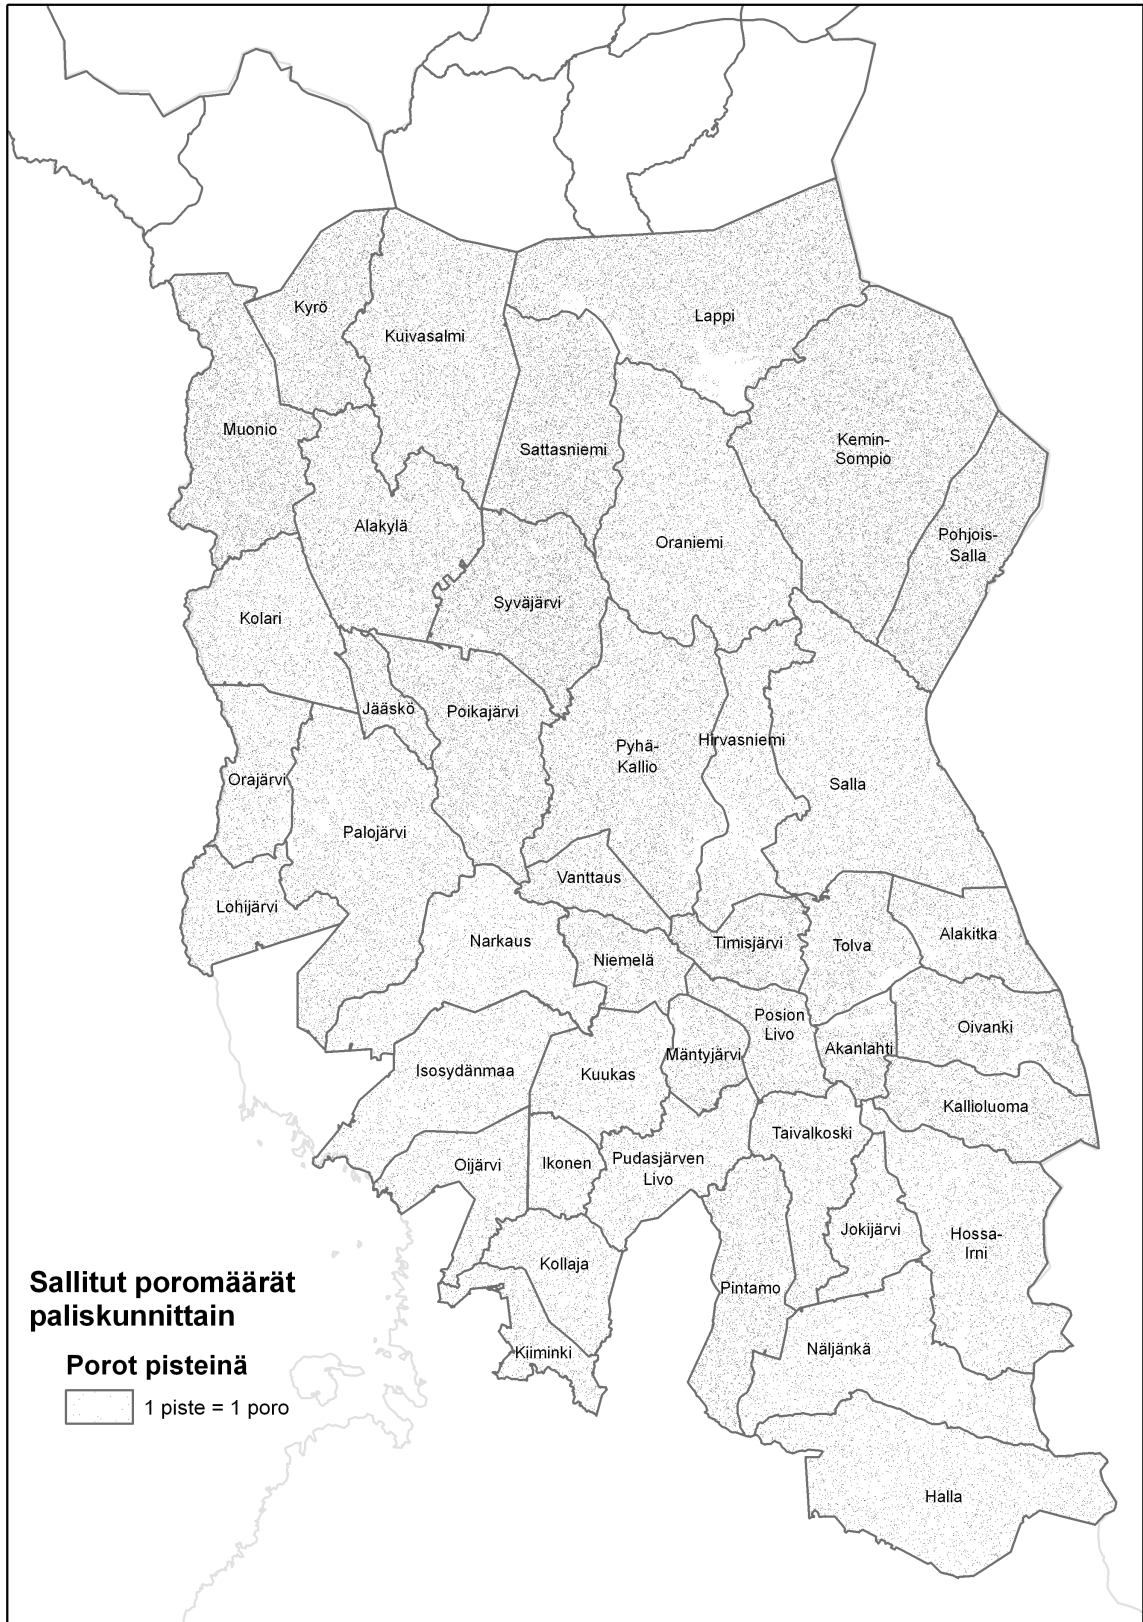 Kyrö
Lappi
Kuivasalmi
Muonio
Kemin-
Sompio
Sattasniemi
Alakylä
Oraniemi
Pohjois-
Salla
Syväjärvi
Kolari
Jääskö
Poikajärvi
Pyhä-
Kallio
Hirvasniemi
Orajärvi
Salla
Palojärvi
Vanttaus
Lohijärvi
Narkaus
Niemelä
Timisjärvi
Tolva
Alakitka
Posion
Livo
Oivanki
Akanlahti
Mäntyjärvi
Isosydänmaa
Kuukas
Kallioluoma
Taivalkoski
Oijärvi
Ikonen
Pudasjärven
Livo
Jokijärvi
Hossa-
Irni
Kollaja
Pintamo
Kiiminki
Näljänkä
Halla
Sallitut poromäärät
paliskunnittain
Porot pisteinä
1 piste = 1 poro